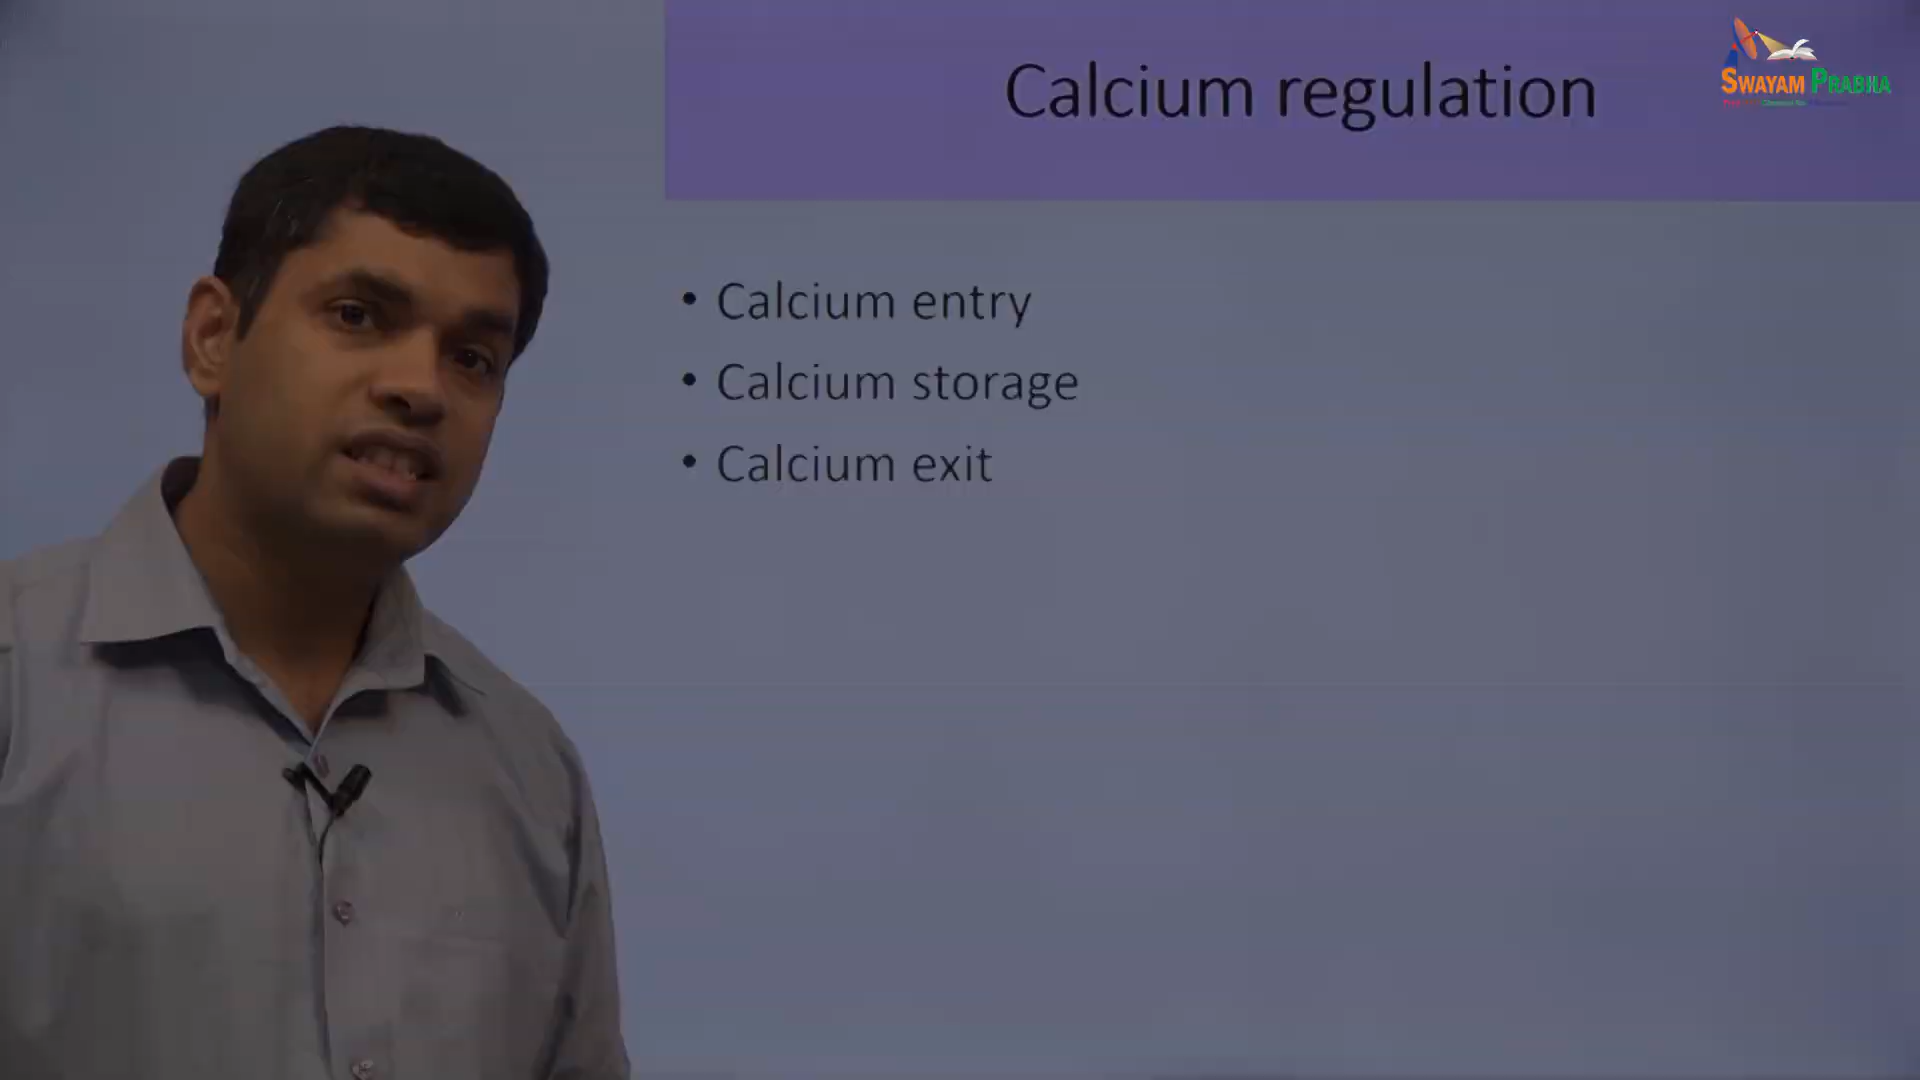 Calcium regulation
SWAYAM PRABHA
• Calcium entry
• Calcium storage
• Calcium exit